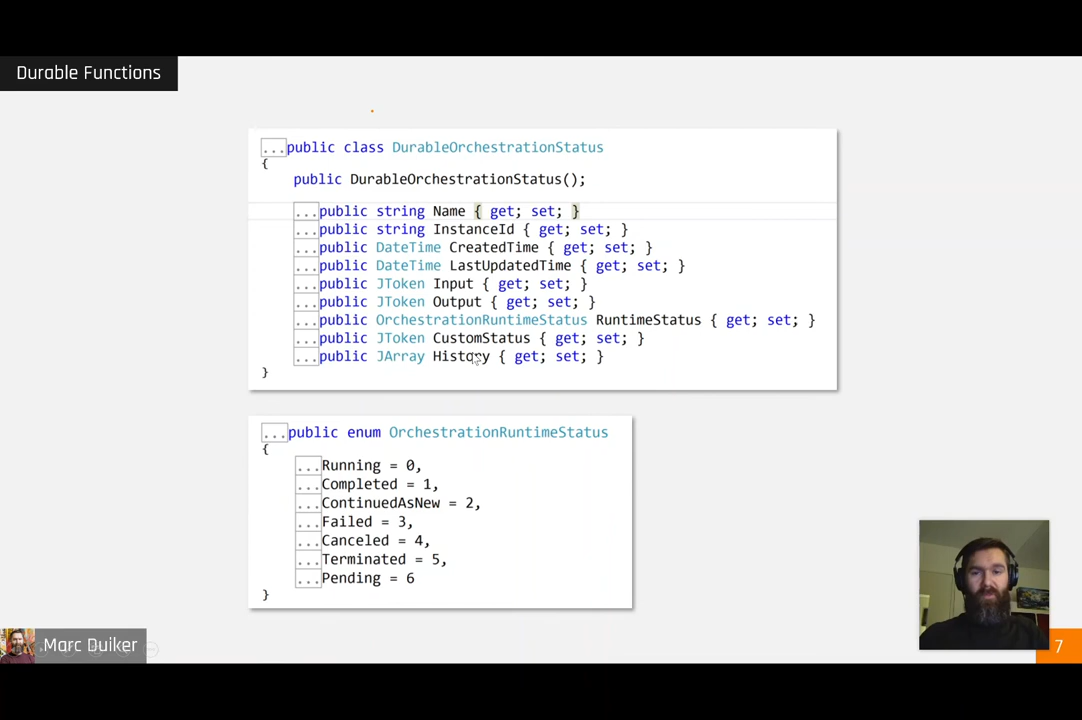 Durable Functions
...public class DurableOrchestrationStatus
{
public DurableOrchestrationStatus();
...public string Name { get; set; }
...public string InstanceId { get; set; }
...public DateTime CreatedTime { get; set; }
...public DateTime LastUpdatedTime { get; set; }
...public JToken Input { get; set; }
...public JToken Output { get; set; }
...public OrchestrationRuntimeStatus RuntimeStatus { get; set; }
...public JToken CustomStatus { get; set; }
...public JArray History { get; set; }
}
...public enum OrchestrationRuntimeStatus
{
...Running = 0,
...Completed = 1,
...ContinuedAsNew = 2,
...Failed = 3,
...Canceled = 4,
...Terminated = 5,
...Pending = 6
}
Marc Duiker
7